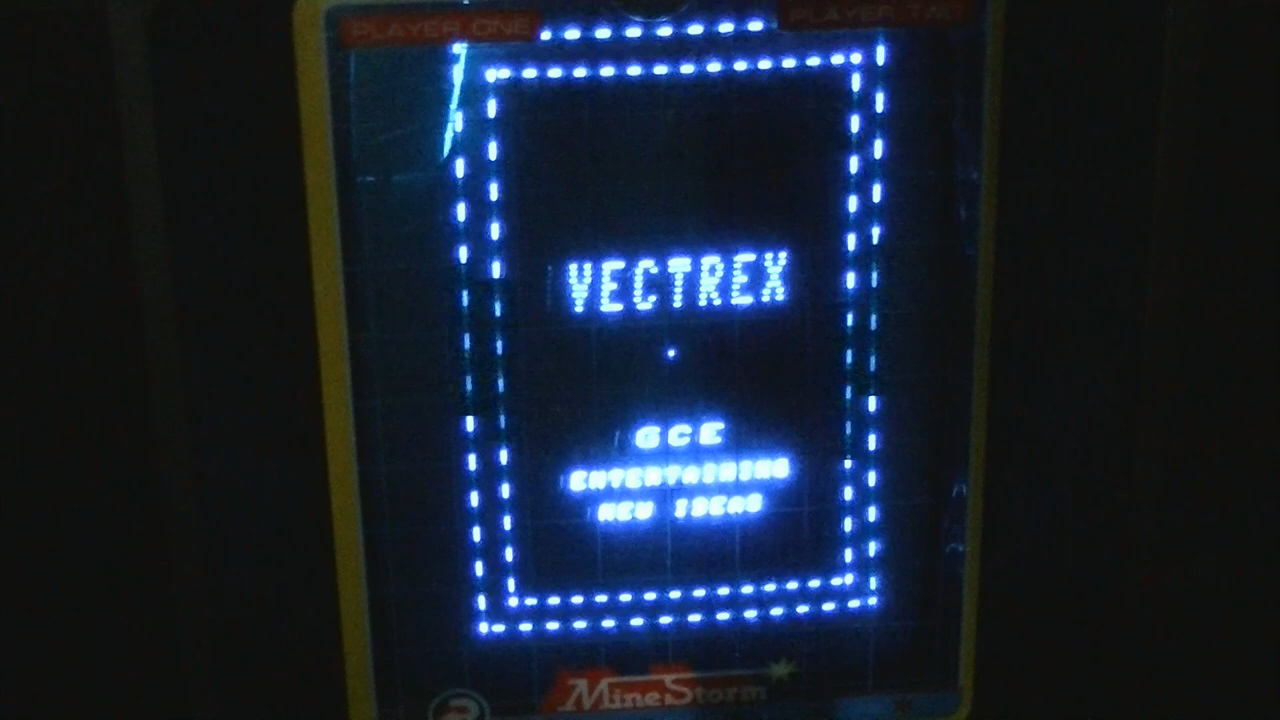 PLAYER ONE PLAYER TWO
VECTREX
GCE
ENTERTAINING
NEW IDEAS
MineStorm